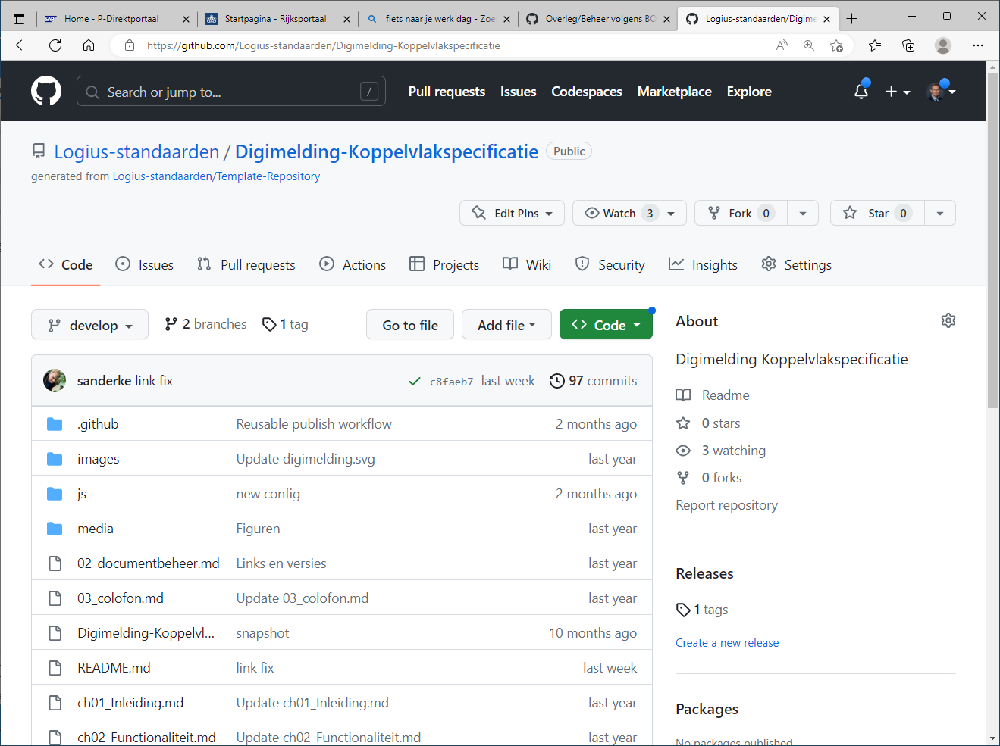 Home - P-Direktportaal
Startpagina - Rijksportaal
fiets naar je werk dag - Zoe
Overleg/Beheer volgens BO
Logius-standaarden/Digime
https://github.com/Logius-standaarden/Digimelding-Koppelvlakspecificatie
Search or jump to...
/
Pull requests
Issues
Codespaces
Marketplace
Explore
Logius-standaarden / Digimelding-Koppelvlakspecificatie Public
generated from Logius-standaarden/Template-Repository
Edit Pins
Watch 3
Fork 0
Star 0
Code
Issues
Pull requests
Actions
Projects
Wiki
Security
Insights
Settings
develop
2 branches
1 tag
Go to file
Add file
Code
sanderke link fix
c8faeb7 last week
97 commits
.github Reusable publish workflow 2 months ago
images Update digimelding.svg last year
js new config 2 months ago
media Figuren last year
02_documentbeheer.md Links en versies last year
03_colofon.md Update 03_colofon.md last year
Digimelding-Koppelvl... snapshot 10 months ago
README.md link fix last week
ch01_Inleiding.md Update ch01_Inleiding.md last year
ch02_Functionaliteit.md Update ch02_Functionaliteit.md last year
About
Digimelding Koppelvlakspecificatie
Readme
0 stars
3 watching
0 forks
Report repository
Releases
1 tags
Create a new release
Packages
No packages published